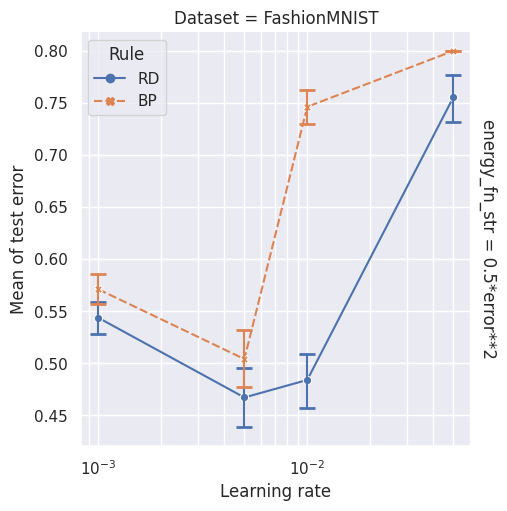 Dataset = FashionMNIST
Rule
RD
BP
0.80
0.75
0.70
0.65
0.60
0.55
0.50
0.45
Mean of test error
10⁻³
10⁻²
Learning rate
energy_fn_str = 0.5*error**2